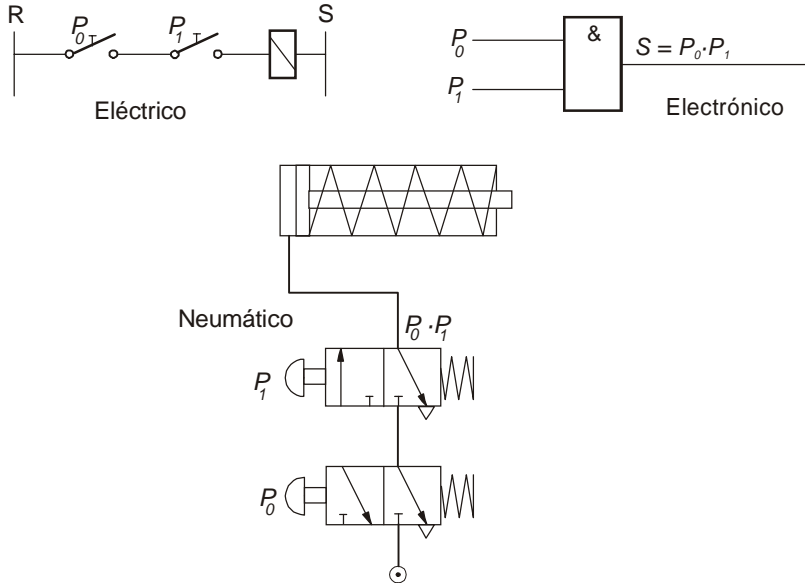 R
S
P₀
P₁
Eléctrico
P₀
P₁
&
S = P₀·P₁
Electrónico
Neumático
P₀ · P₁
P₁
P₀